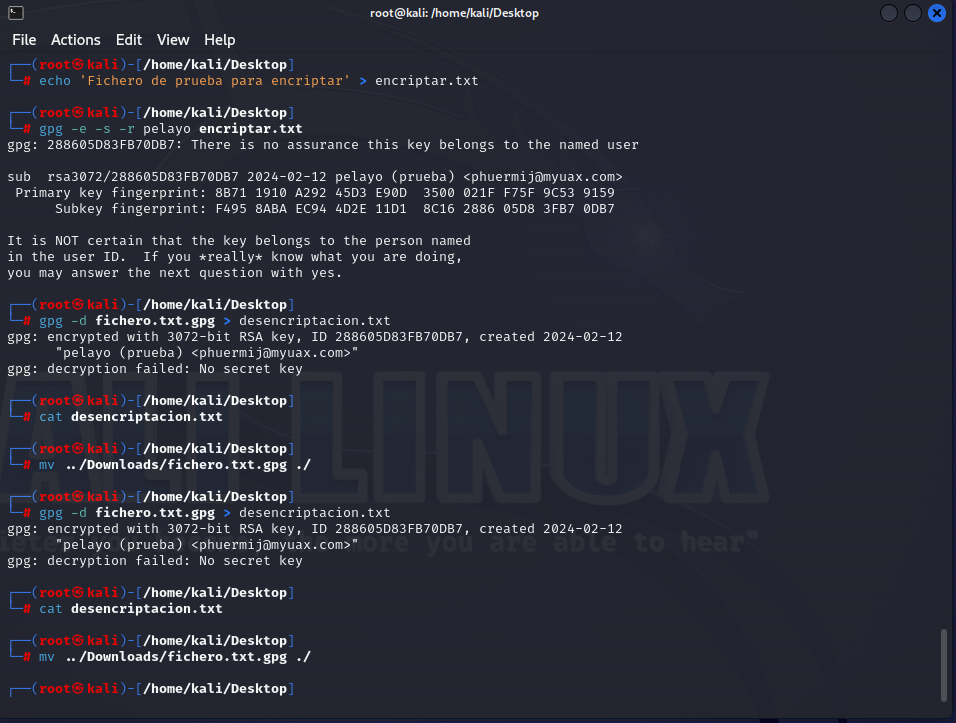 root@kali: /home/kali/Desktop
File Actions Edit View Help
┌──(root㉿kali)-[/home/kali/Desktop]
└─# echo 'Fichero de prueba para encriptar' > encriptar.txt
┌──(root㉿kali)-[/home/kali/Desktop]
└─# gpg -e -s -r pelayo encriptar.txt
gpg: 288605D83FB70DB7: There is no assurance this key belongs to the named user
sub  rsa3072/288605D83FB70DB7 2024-02-12 pelayo (prueba) <phuermij@myuax.com>
 Primary key fingerprint: 8B71 1910 A292 45D3 E90D  3500 021F F75F 9C53 9159
      Subkey fingerprint: F495 8ABA EC94 4D2E 11D1  8C16 2886 05D8 3FB7 0DB7
It is NOT certain that the key belongs to the person named
in the user ID.  If you *really* know what you are doing,
you may answer the next question with yes.
┌──(root㉿kali)-[/home/kali/Desktop]
└─# gpg -d fichero.txt.gpg > desencriptacion.txt
gpg: encrypted with 3072-bit RSA key, ID 288605D83FB70DB7, created 2024-02-12
      "pelayo (prueba) <phuermij@myuax.com>"
gpg: decryption failed: No secret key
┌──(root㉿kali)-[/home/kali/Desktop]
└─# cat desencriptacion.txt
┌──(root㉿kali)-[/home/kali/Desktop]
└─# mv ../Downloads/fichero.txt.gpg ./
┌──(root㉿kali)-[/home/kali/Desktop]
└─# gpg -d fichero.txt.gpg > desencriptacion.txt
gpg: encrypted with 3072-bit RSA key, ID 288605D83FB70DB7, created 2024-02-12
      "pelayo (prueba) <phuermij@myuax.com>"
gpg: decryption failed: No secret key
┌──(root㉿kali)-[/home/kali/Desktop]
└─# cat desencriptacion.txt
┌──(root㉿kali)-[/home/kali/Desktop]
└─# mv ../Downloads/fichero.txt.gpg ./
┌──(root㉿kali)-[/home/kali/Desktop]
ALI LINUX
more you are able to hear"